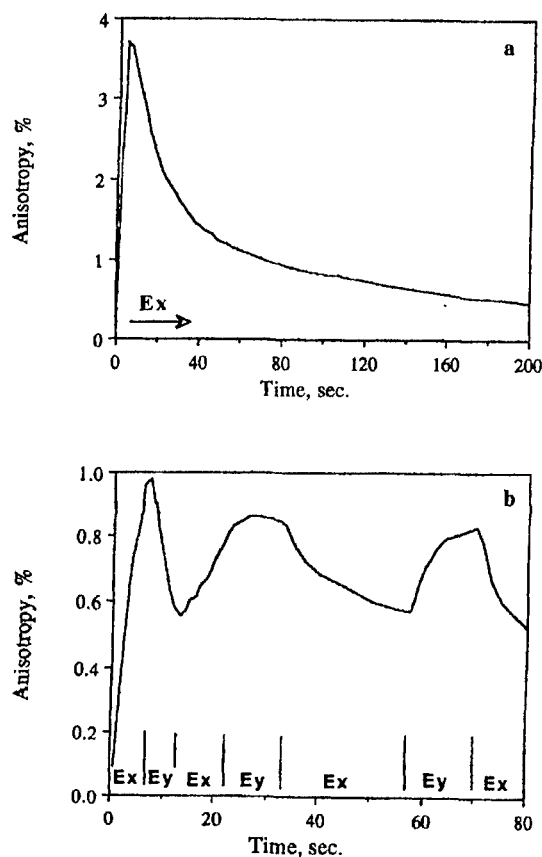 4
a
3
Anisotropy, %
2
1
Ex
0
0 40 80 120 160 200
Time, sec.
1.0
b
0.8
Anisotropy, %
0.6
0.4
0.2
Ex Ey Ex Ey Ex Ey Ex
0.0
0 20 40 60 80
Time, sec.